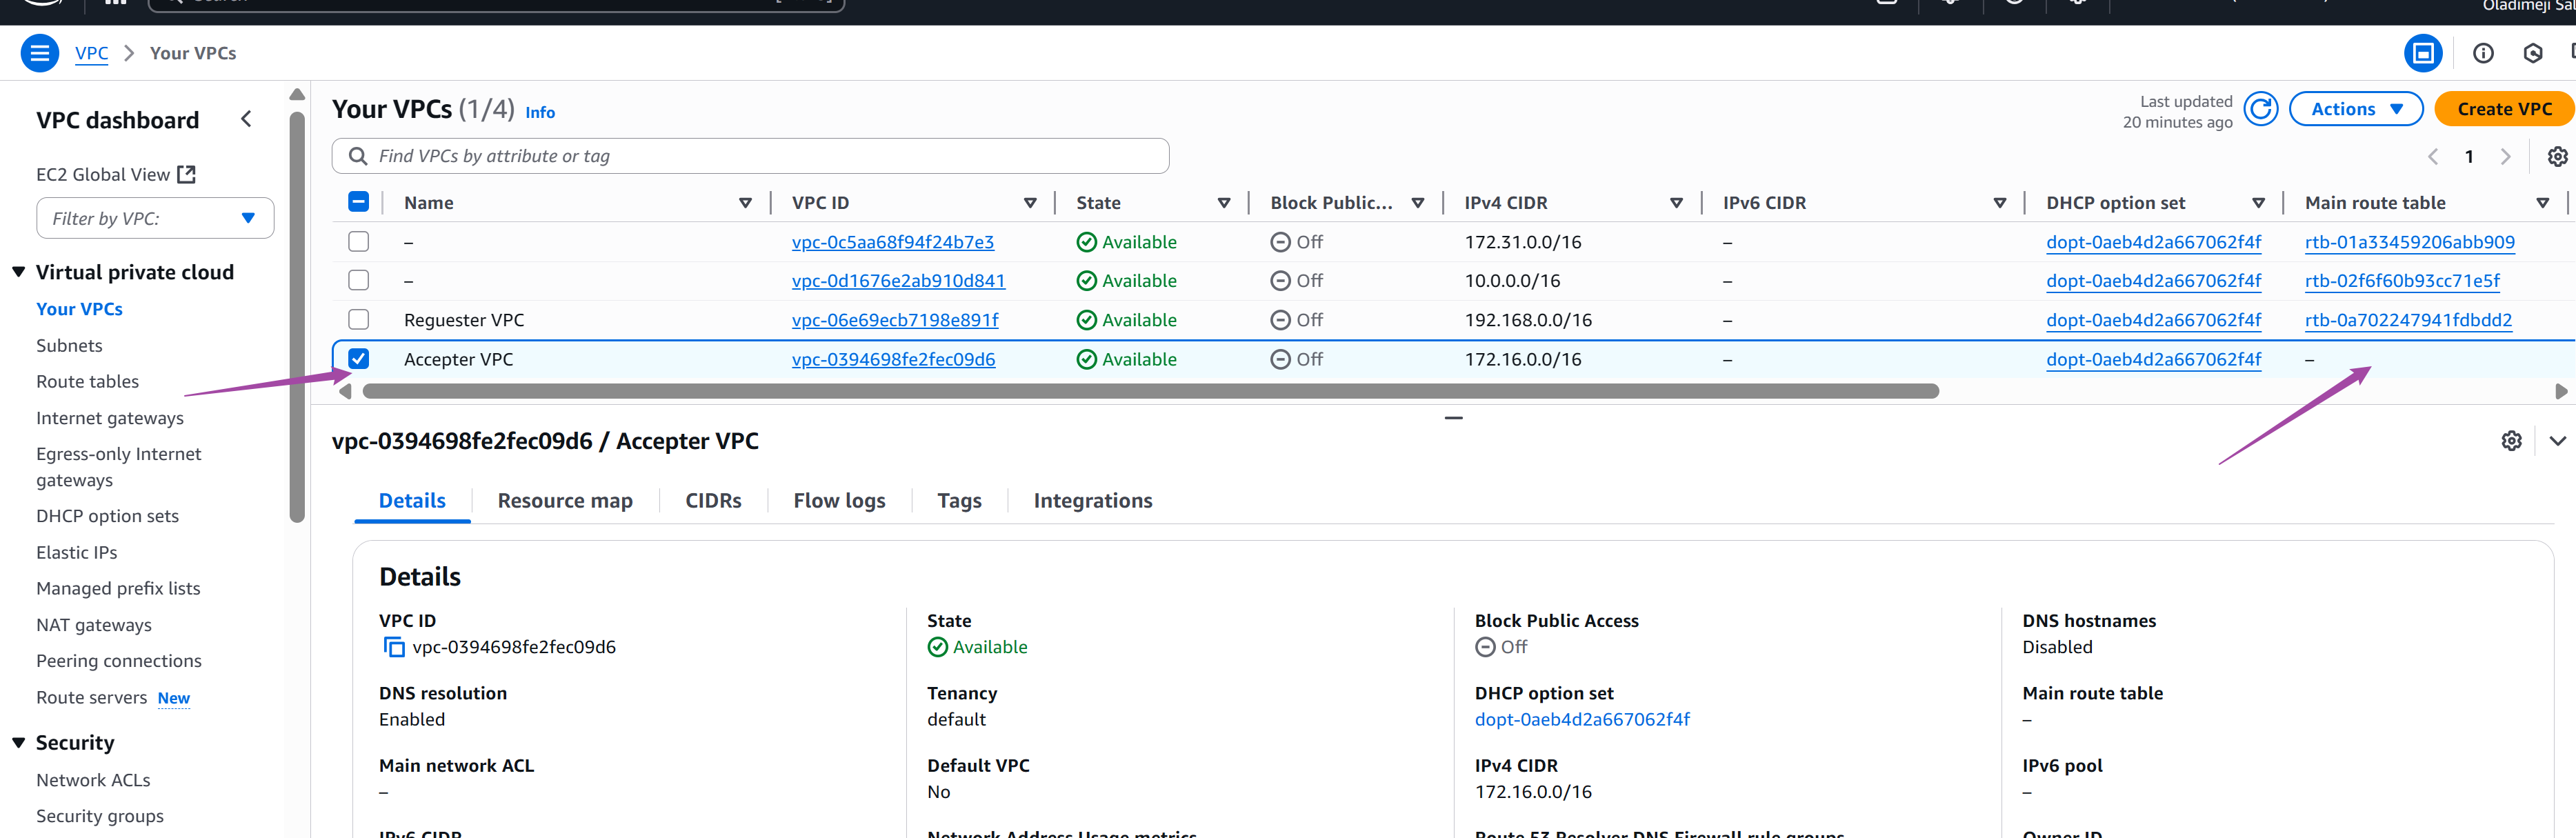 Oladimeji Sal
VPC > Your VPCs
VPC dashboard
EC2 Global View
Filter by VPC:
Virtual private cloud
Your VPCs
Subnets
Route tables
Internet gateways
Egress-only Internet
gateways
DHCP option sets
Elastic IPs
Managed prefix lists
NAT gateways
Peering connections
Route servers New
Security
Network ACLs
Security groups
Your VPCs (1/4) Info
Last updated
20 minutes ago
Actions
Create VPC
Find VPCs by attribute or tag
1
Name VPC ID State Block Public... IPv4 CIDR IPv6 CIDR DHCP option set Main route table
– vpc-0c5aa68f94f24b7e3 Available Off 172.31.0.0/16 – dopt-0aeb4d2a667062f4f rtb-01a33459206abb909
– vpc-0d1676e2ab910d841 Available Off 10.0.0.0/16 – dopt-0aeb4d2a667062f4f rtb-02f6f60b93cc71e5f
Reguester VPC vpc-06e69ecb7198e891f Available Off 192.168.0.0/16 – dopt-0aeb4d2a667062f4f rtb-0a702247941fdbdd2
Accepter VPC vpc-0394698fe2fec09d6 Available Off 172.16.0.0/16 – dopt-0aeb4d2a667062f4f –
vpc-0394698fe2fec09d6 / Accepter VPC
Details Resource map CIDRs Flow logs Tags Integrations
Details
VPC ID
vpc-0394698fe2fec09d6
State
Available
Block Public Access
Off
DNS hostnames
Disabled
DNS resolution
Enabled
Tenancy
default
DHCP option set
dopt-0aeb4d2a667062f4f
Main route table
–
Main network ACL
–
Default VPC
No
IPv4 CIDR
172.16.0.0/16
IPv6 pool
–
IPv6 CIDR
Network Address Usage metrics
Route 53 Resolver DNS Firewall rule groups
Owner ID